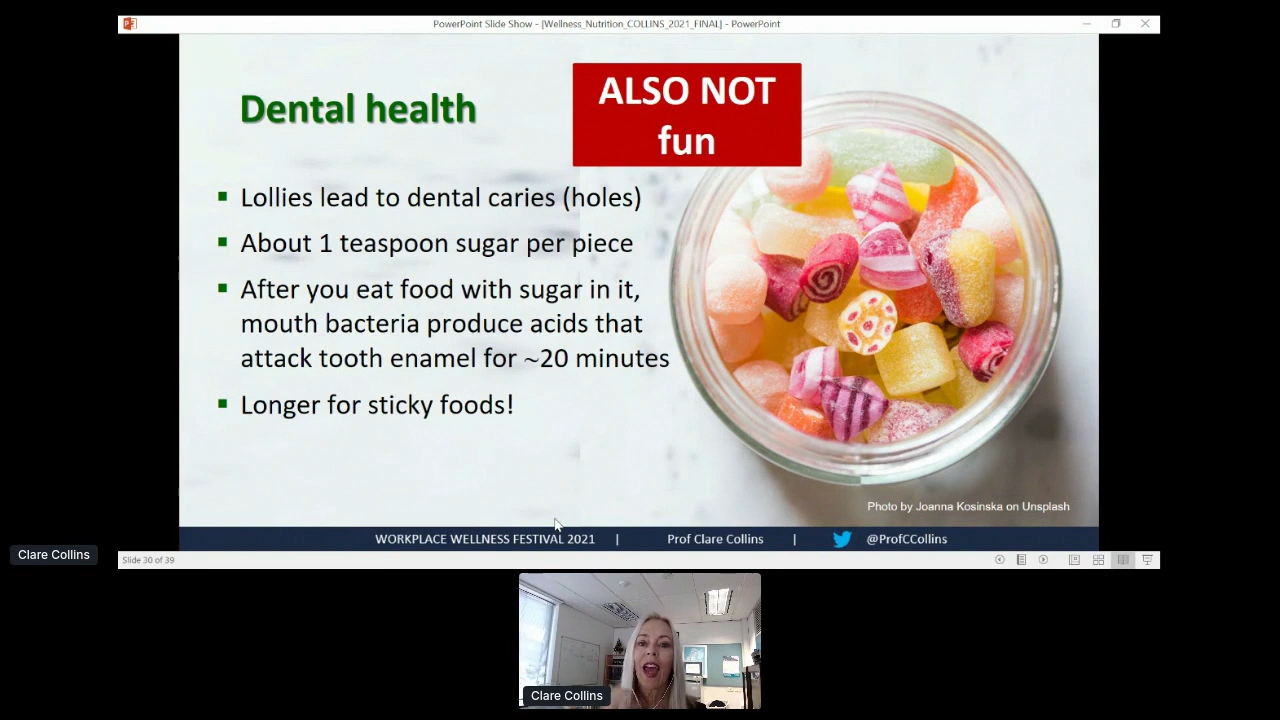 PowerPoint Slide Show - [Wellness_Nutrition_COLLINS_2021_FINAL] - PowerPoint
ALSO NOT
fun
Dental health
▪ Lollies lead to dental caries (holes)
▪ About 1 teaspoon sugar per piece
▪ After you eat food with sugar in it,
mouth bacteria produce acids that
attack tooth enamel for ~20 minutes
▪ Longer for sticky foods!
Photo by Joanna Kosinska on Unsplash
WORKPLACE WELLNESS FESTIVAL 2021 | Prof Clare Collins | @ProfCCollins
Clare Collins
Slide 30 of 39
Clare Collins